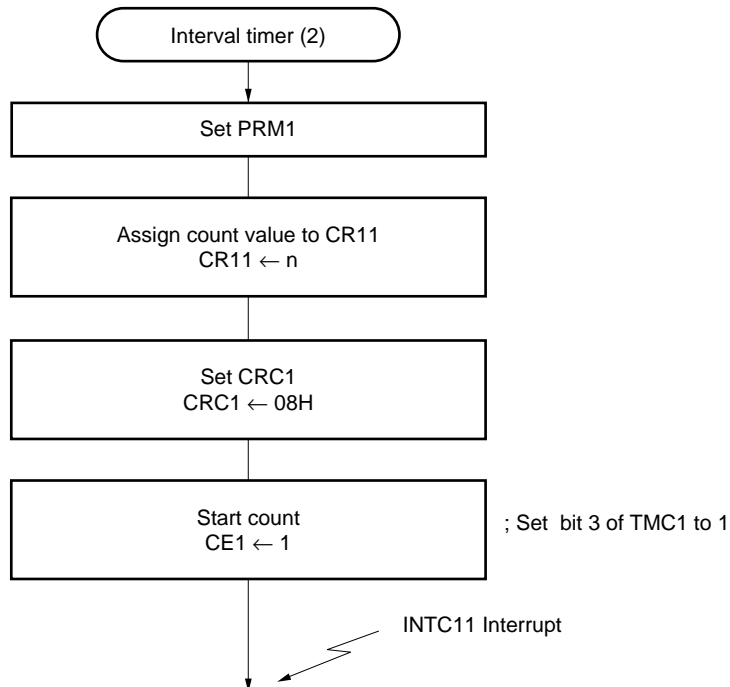 Interval timer (2)
Set PRM1
Assign count value to CR11
CR11 ← n
Set CRC1
CRC1 ← 08H
Start count
CE1 ← 1
; Set bit 3 of TMC1 to 1
INTC11 Interrupt